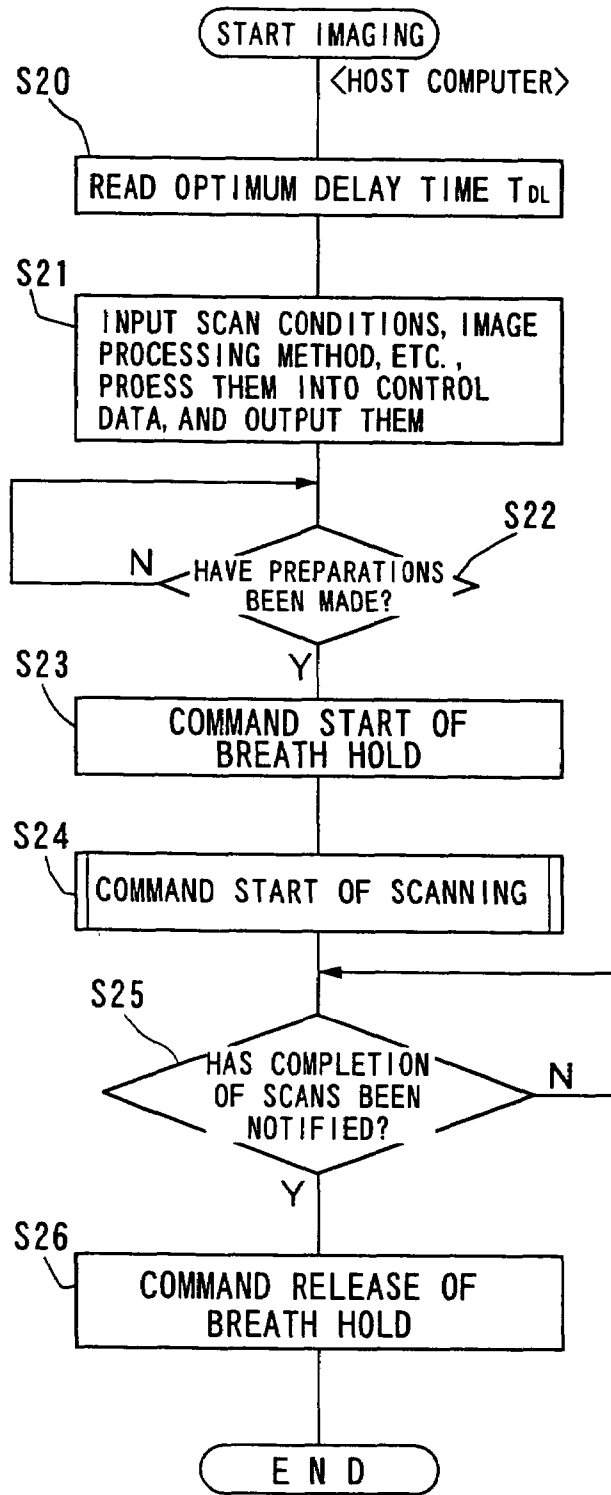 START IMAGING
<HOST COMPUTER>
S20
READ OPTIMUM DELAY TIME TDL
S21
INPUT SCAN CONDITIONS, IMAGE
PROCESSING METHOD, ETC.,
PROESS THEM INTO CONTROL
DATA, AND OUTPUT THEM
S22
N
HAVE PREPARATIONS
BEEN MADE?
Y
S23
COMMAND START OF
BREATH HOLD
S24
COMMAND START OF SCANNING
S25
HAS COMPLETION
OF SCANS BEEN
NOTIFIED?
N
Y
S26
COMMAND RELEASE OF
BREATH HOLD
END